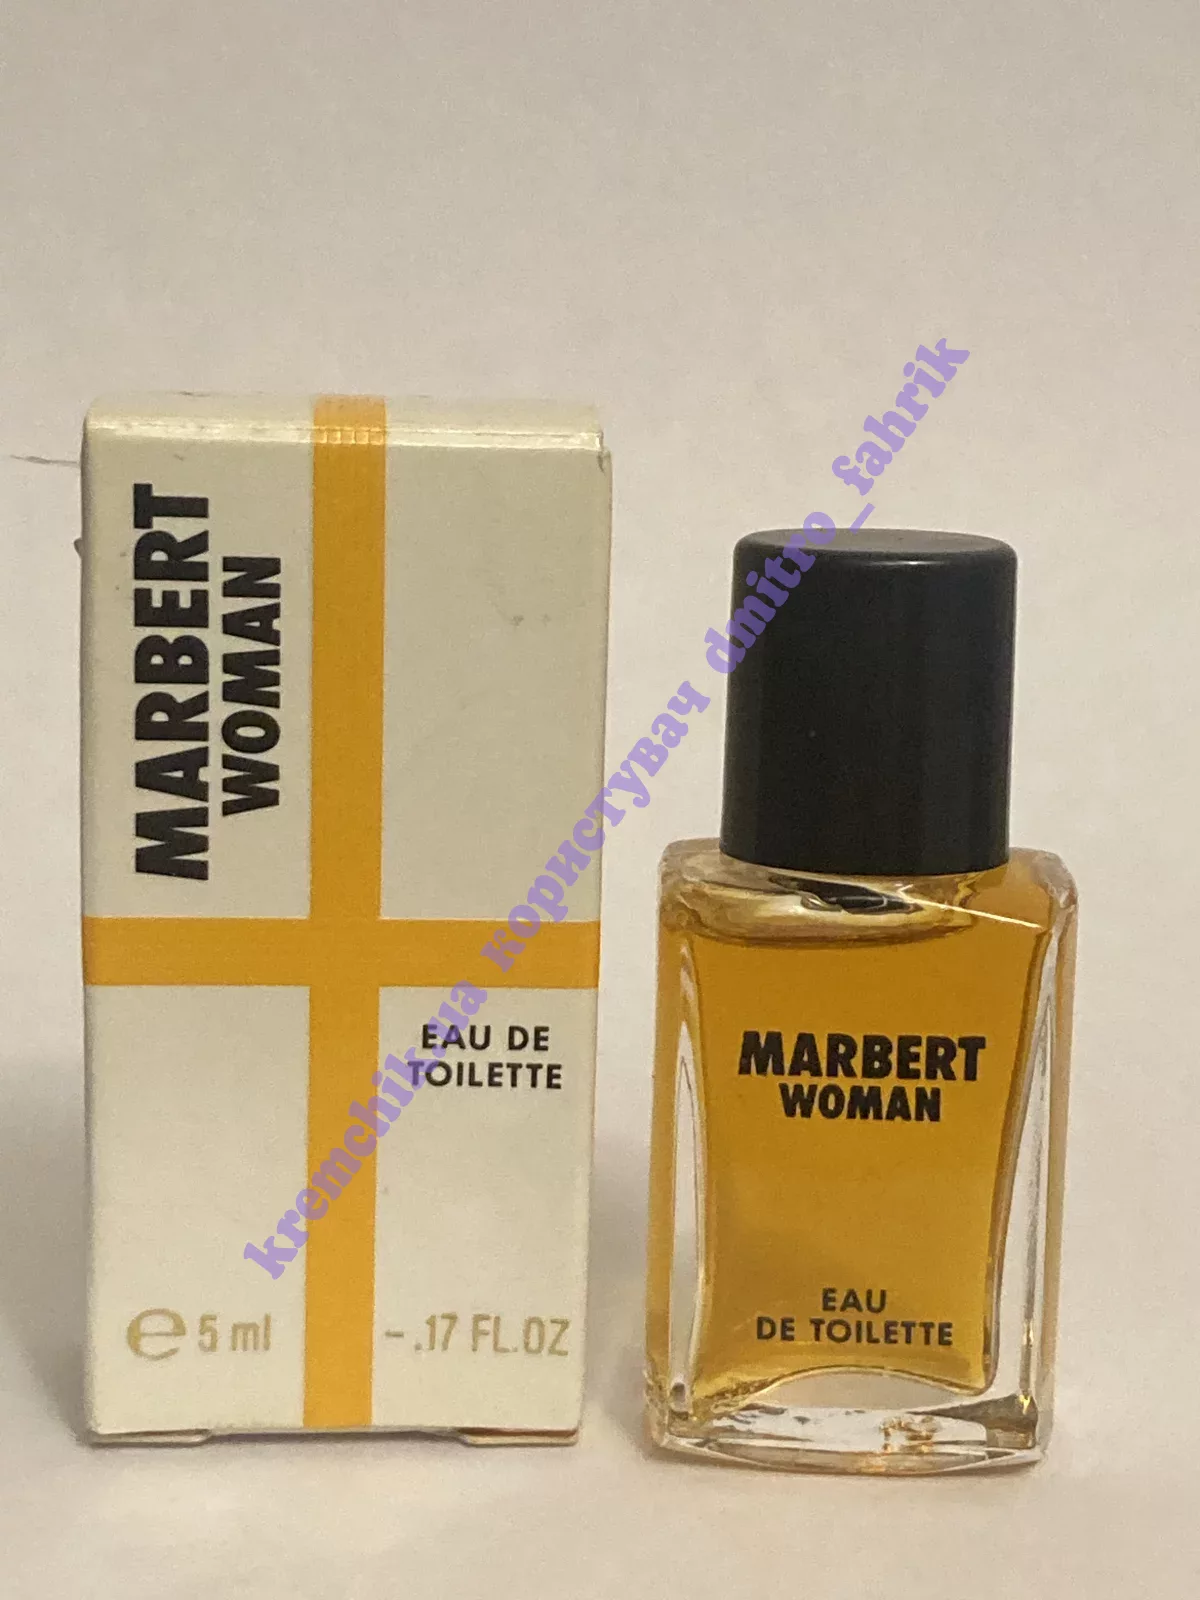 MARBERT
WOMAN
EAU DE
TOILETTE
e 5 ml -.17 FL.OZ
MARBERT
WOMAN
EAU
DE TOILETTE
kremchik.ua користувач dmitro_fahrik